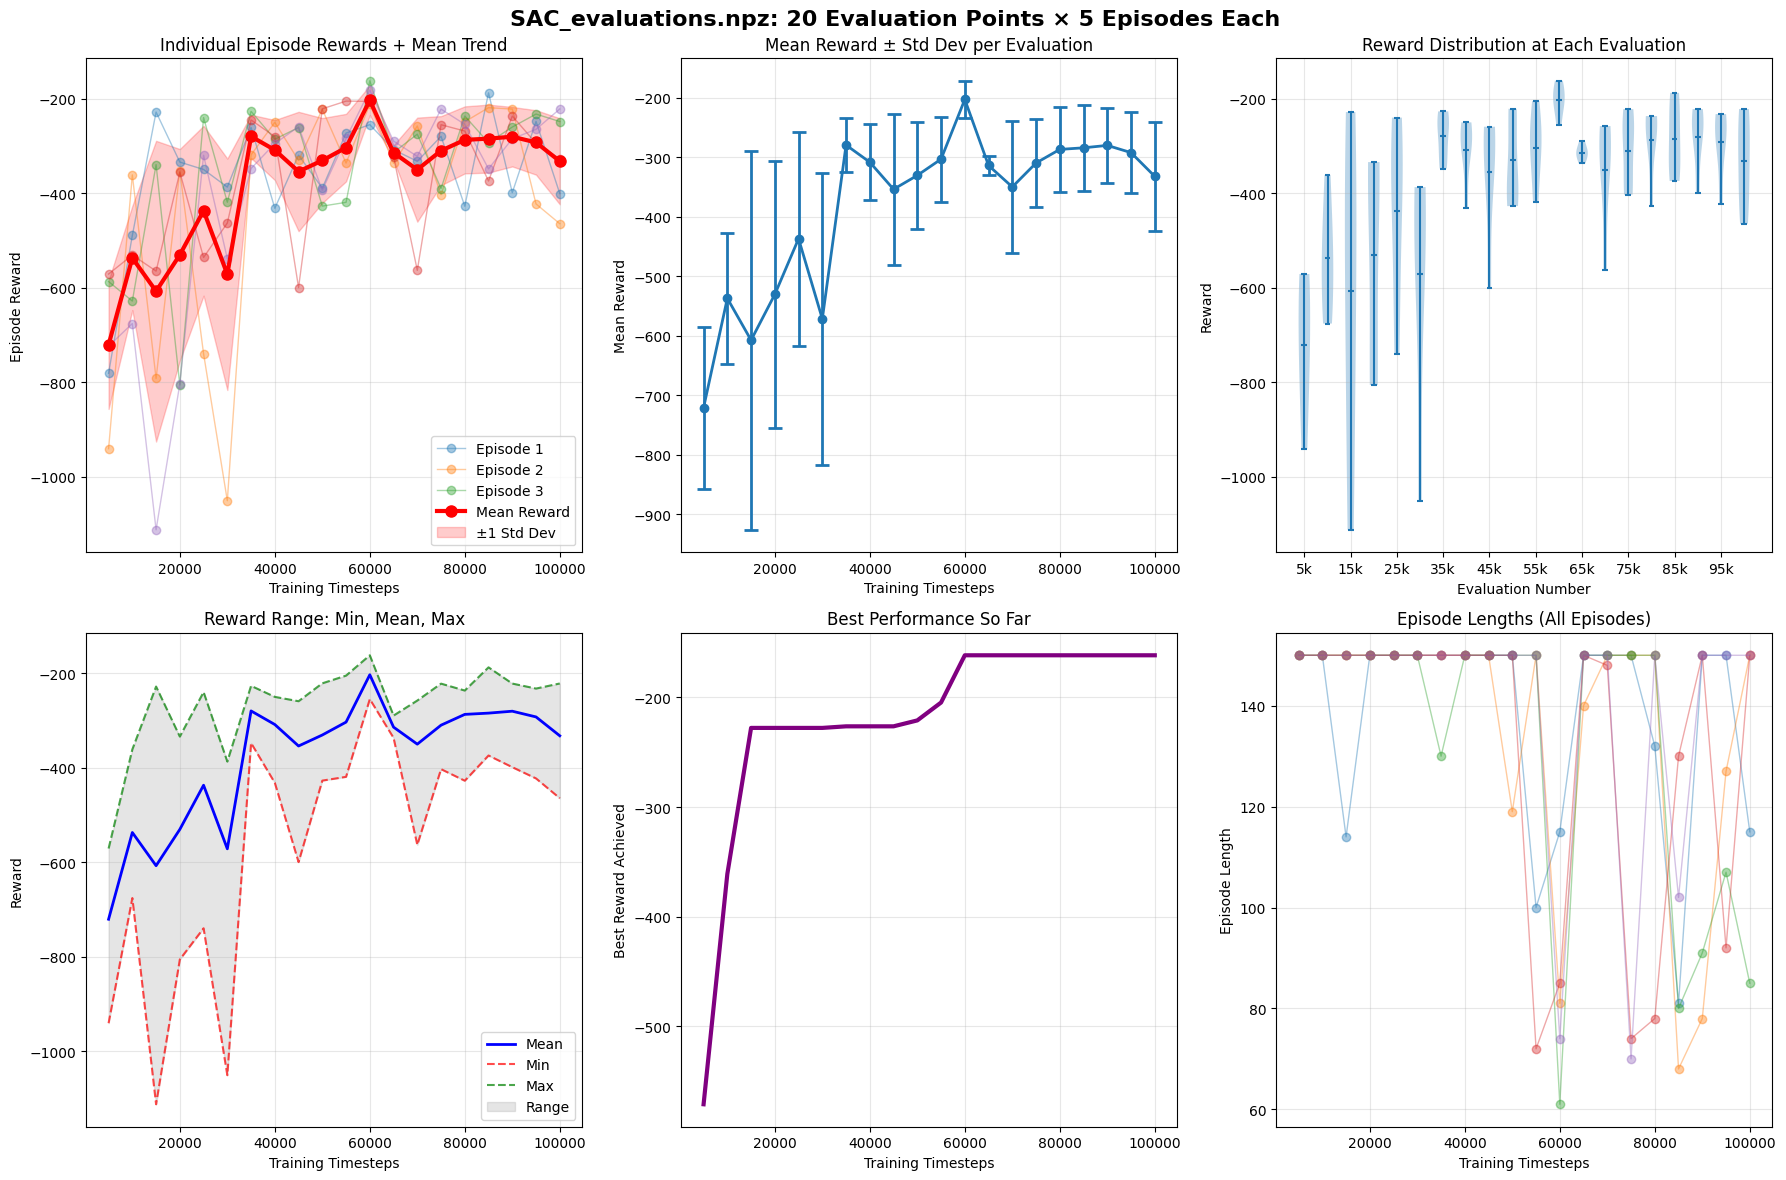 SAC_evaluations.npz: 20 Evaluation Points × 5 Episodes Each
Individual Episode Rewards + Mean Trend
Episode Reward
−200
−400
−600
−800
−1000
Episode 1
Episode 2
Episode 3
Mean Reward
±1 Std Dev
20000
40000
60000
80000
100000
Training Timesteps
Mean Reward ± Std Dev per Evaluation
Mean Reward
−200
−300
−400
−500
−600
−700
−800
−900
20000
40000
60000
80000
100000
Training Timesteps
Reward Distribution at Each Evaluation
Reward
−200
−400
−600
−800
−1000
5k
15k
25k
35k
45k
55k
65k
75k
85k
95k
Evaluation Number
Reward Range: Min, Mean, Max
Reward
−200
−400
−600
−800
−1000
Mean
Min
Max
Range
20000
40000
60000
80000
100000
Training Timesteps
Best Performance So Far
Best Reward Achieved
−200
−300
−400
−500
20000
40000
60000
80000
100000
Training Timesteps
Episode Lengths (All Episodes)
Episode Length
140
120
100
80
60
20000
40000
60000
80000
100000
Training Timesteps